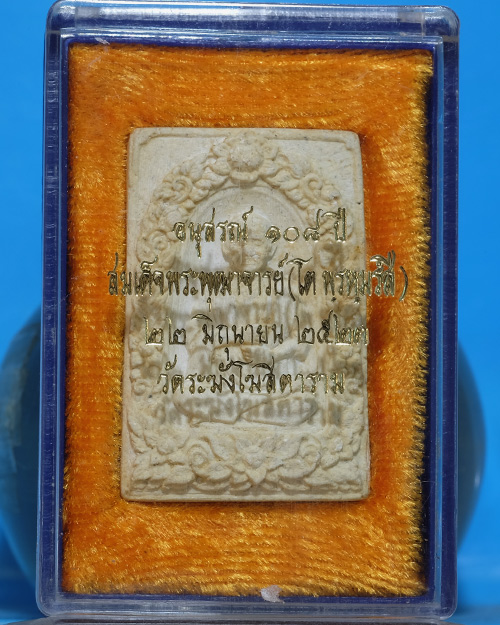 อนุสรณ์ ๑๐๘ ปี
สมเด็จพระพุฒาจารย์ (โต พรหฺมรํสี)
๒๒ มิถุนายน ๒๕๒๓
วัดระฆังโฆสิตาราม